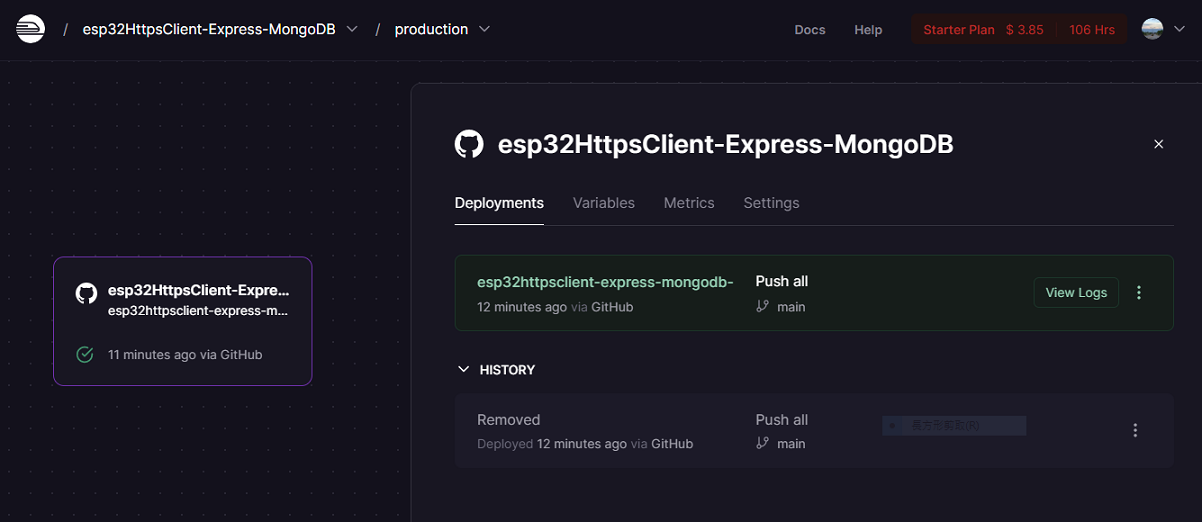 / esp32HttpsClient-Express-MongoDB / production Docs Help Starter Plan $ 3.85 106 Hrs
esp32HttpsClient-Express-MongoDB
Deployments Variables Metrics Settings
esp32HttpsClient-Expre...
esp32httpsclient-express-m...
11 minutes ago via GitHub
esp32httpsclient-express-mongodb- Push all
12 minutes ago via GitHub main
View Logs
HISTORY
Removed Push all
Deployed 12 minutes ago via GitHub main